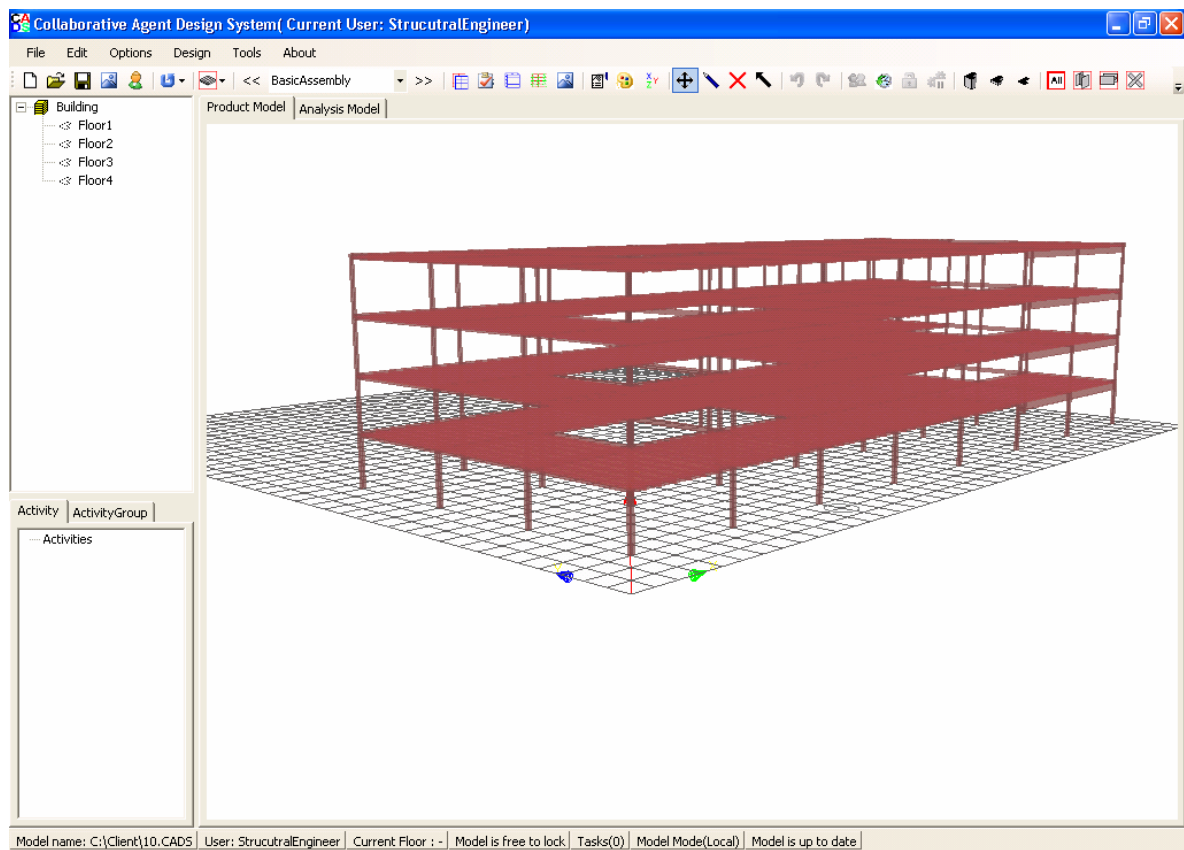 Collaborative Agent Design System( Current User: StrucutralEngineer)
File Edit Options Design Tools About
<< BasicAssembly >> All
Building
Floor1
Floor2
Floor3
Floor4
Product Model Analysis Model
Activity ActivityGroup
Activities
Model name: C:\Client\10.CADS User: StrucutralEngineer Current Floor : - Model is free to lock Tasks(0) Model Mode(Local) Model is up to date